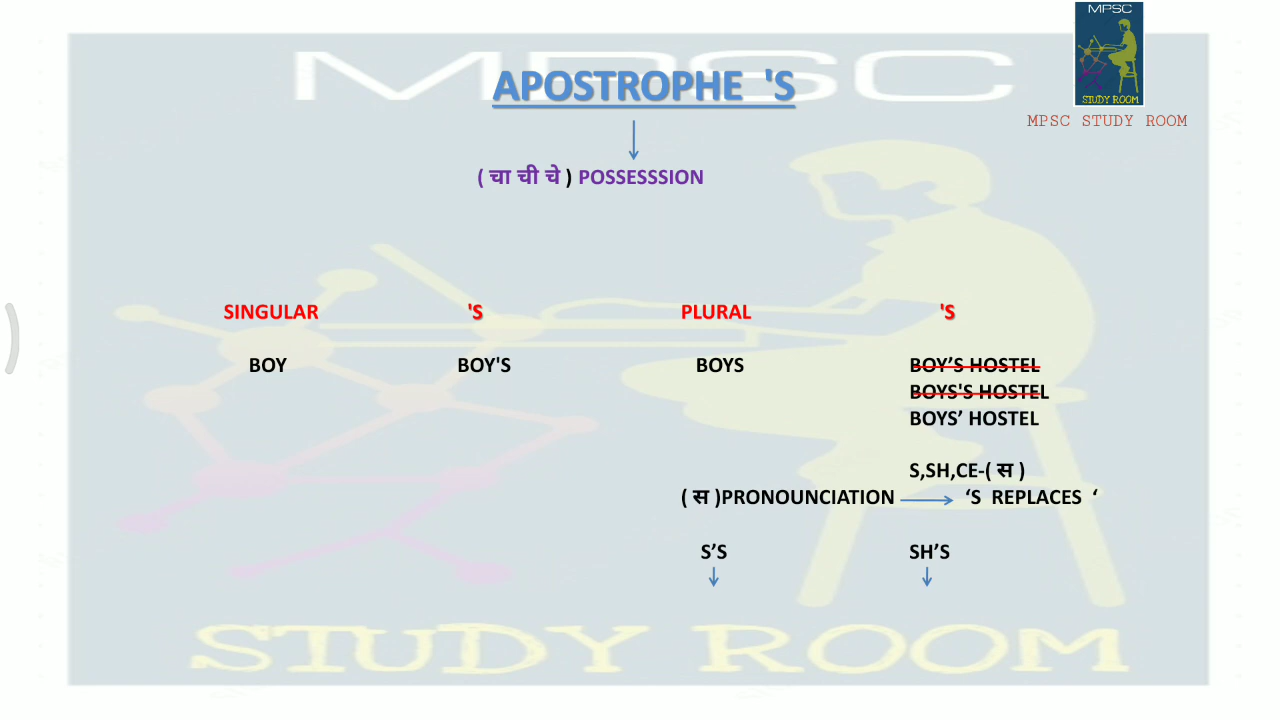 MPSC
STUDY ROOM
MPSC STUDY ROOM
MPSC
APOSTROPHE 'S
( चा ची चे ) POSSESSSION
SINGULAR 'S PLURAL 'S
BOY BOY'S BOYS BOY’S HOSTEL
BOYS'S HOSTEL
BOYS’ HOSTEL
S,SH,CE-( स )
( स )PRONOUNCIATION ‘S REPLACES ‘
S’S SH’S
STUDY ROOM